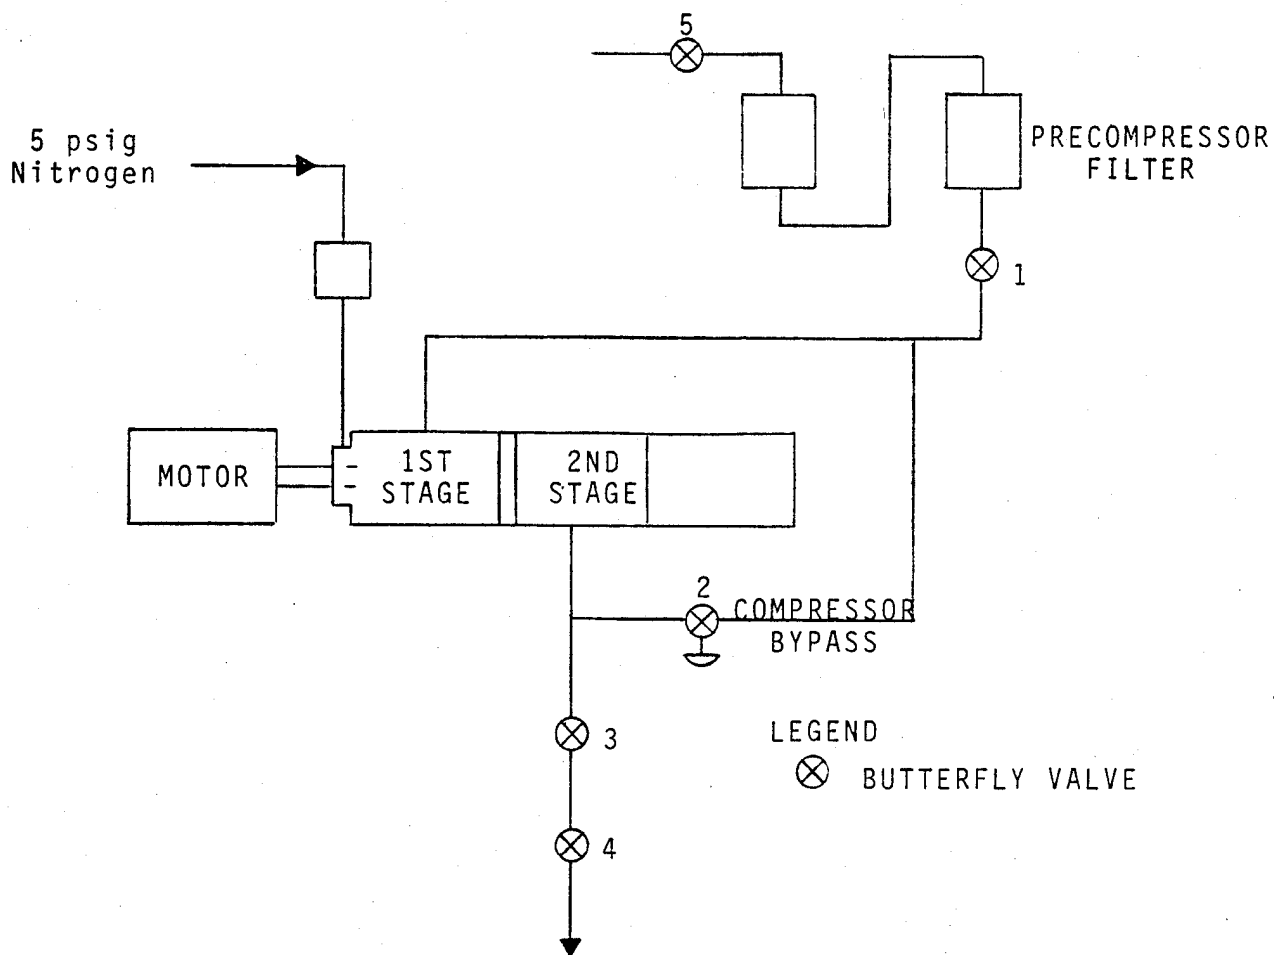 5
5 psig
Nitrogen
PRECOMPRESSOR
FILTER
1
MOTOR
1ST
STAGE
2ND
STAGE
2
COMPRESSOR
BYPASS
3
LEGEND
BUTTERFLY VALVE
4